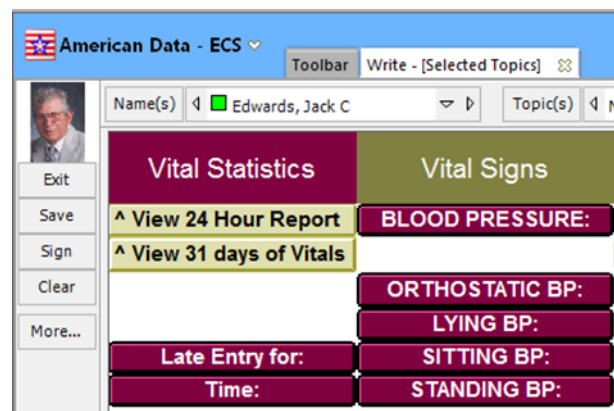 American Data - ECS
Toolbar
Write - [Selected Topics]
Name(s)
Edwards, Jack C
Topic(s)
Exit
Save
Sign
Clear
More...
Vital Statistics
Vital Signs
^ View 24 Hour Report
BLOOD PRESSURE:
^ View 31 days of Vitals
ORTHOSTATIC BP:
LYING BP:
Late Entry for:
SITTING BP:
Time:
STANDING BP: